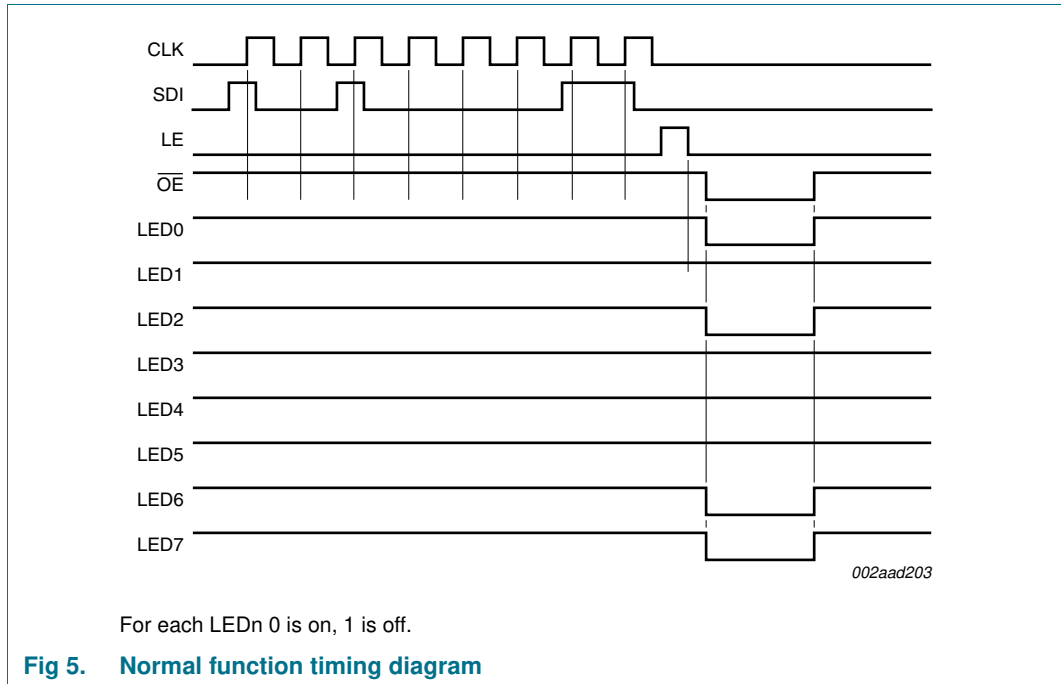 CLK
SDI
LE
OE
LED0
LED1
LED2
LED3
LED4
LED5
LED6
LED7
002aad203
For each LEDn 0 is on, 1 is off.
Fig 5. Normal function timing diagram